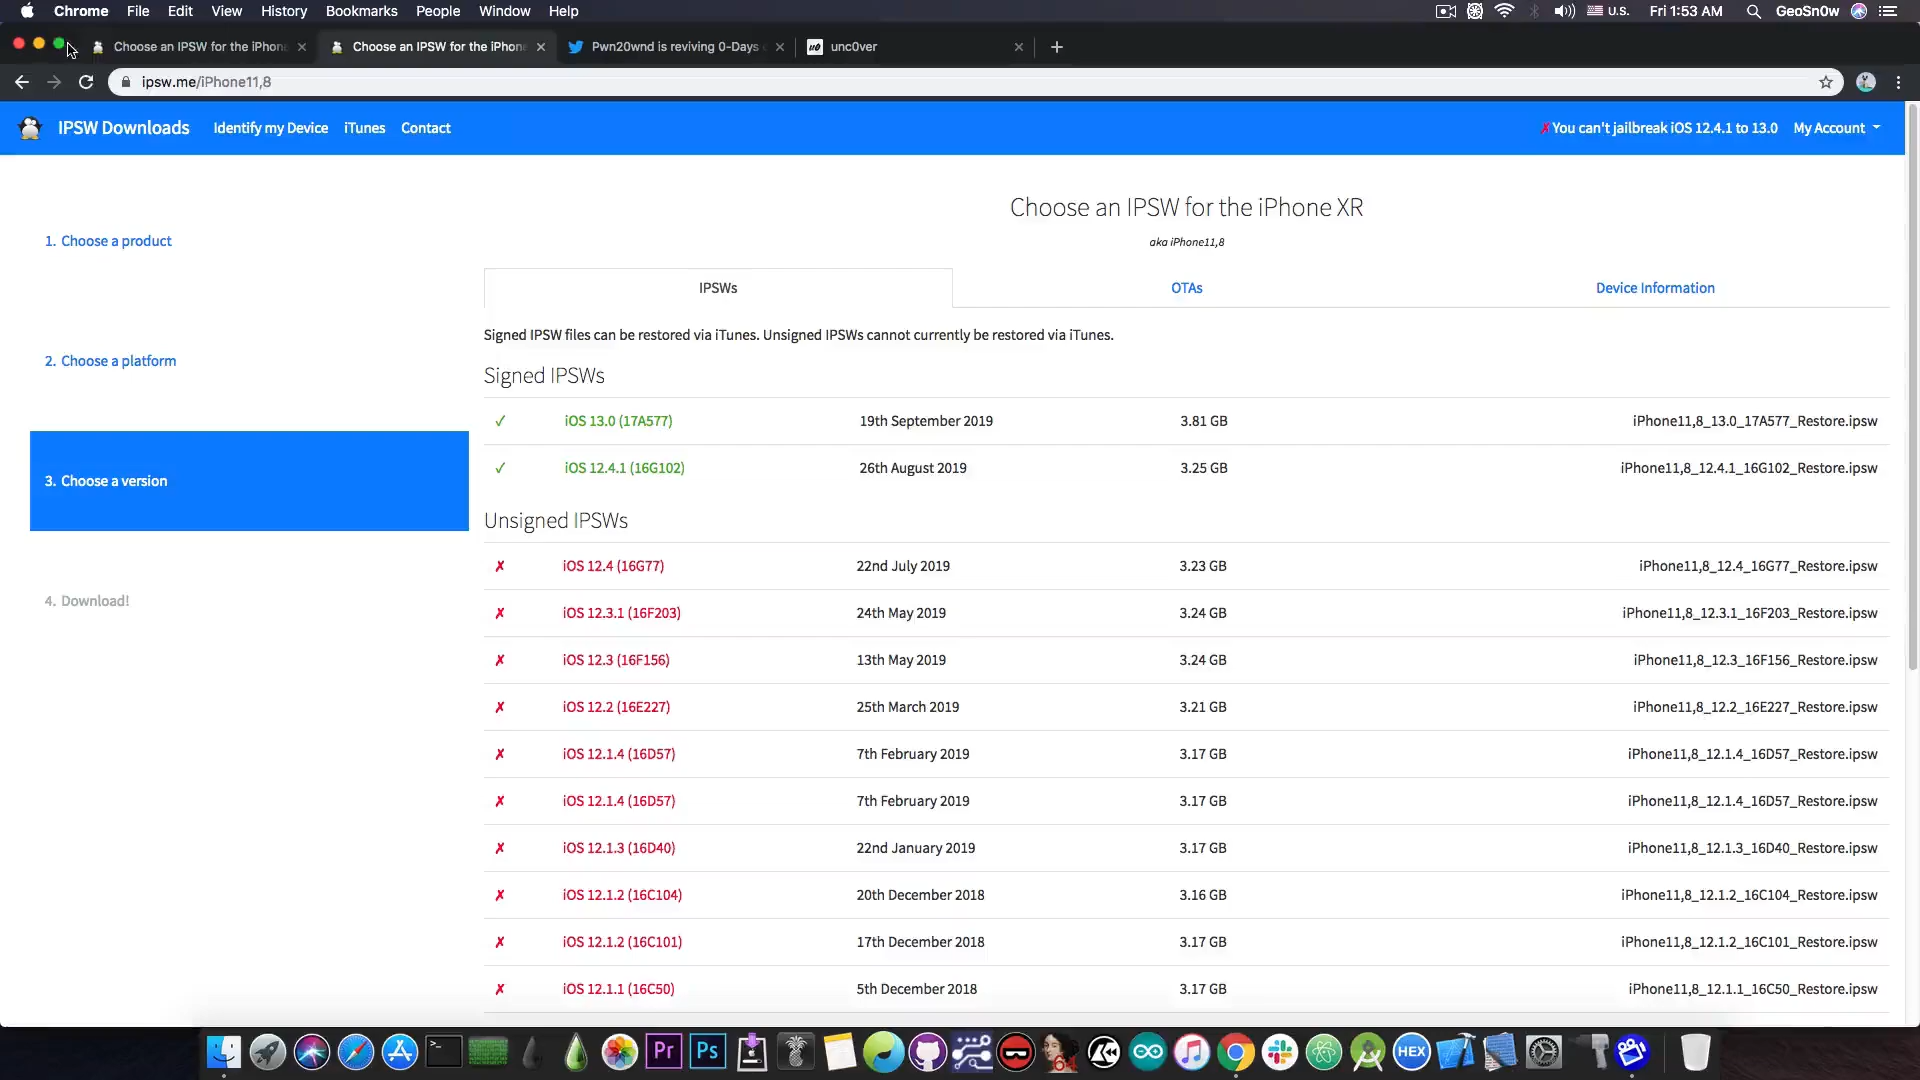 Chrome File Edit View History Bookmarks People Window Help U.S. Fri 1:53 AM GeoSn0w
Choose an IPSW for the iPhone Choose an IPSW for the iPhone Pwn20wnd is reviving 0-Days unc0ver
ipsw.me/iPhone11,8
IPSW Downloads Identify my Device iTunes Contact ✗You can't jailbreak iOS 12.4.1 to 13.0 My Account
Choose an IPSW for the iPhone XR
aka iPhone11,8
1. Choose a product
2. Choose a platform
3. Choose a version
4. Download!
IPSWs OTAs Device Information
Signed IPSW files can be restored via iTunes. Unsigned IPSWs cannot currently be restored via iTunes.
Signed IPSWs
✓ iOS 13.0 (17A577) 19th September 2019 3.81 GB iPhone11,8_13.0_17A577_Restore.ipsw
✓ iOS 12.4.1 (16G102) 26th August 2019 3.25 GB iPhone11,8_12.4.1_16G102_Restore.ipsw
Unsigned IPSWs
✗ iOS 12.4 (16G77) 22nd July 2019 3.23 GB iPhone11,8_12.4_16G77_Restore.ipsw
✗ iOS 12.3.1 (16F203) 24th May 2019 3.24 GB iPhone11,8_12.3.1_16F203_Restore.ipsw
✗ iOS 12.3 (16F156) 13th May 2019 3.24 GB iPhone11,8_12.3_16F156_Restore.ipsw
✗ iOS 12.2 (16E227) 25th March 2019 3.21 GB iPhone11,8_12.2_16E227_Restore.ipsw
✗ iOS 12.1.4 (16D57) 7th February 2019 3.17 GB iPhone11,8_12.1.4_16D57_Restore.ipsw
✗ iOS 12.1.4 (16D57) 7th February 2019 3.17 GB iPhone11,8_12.1.4_16D57_Restore.ipsw
✗ iOS 12.1.3 (16D40) 22nd January 2019 3.17 GB iPhone11,8_12.1.3_16D40_Restore.ipsw
✗ iOS 12.1.2 (16C104) 20th December 2018 3.16 GB iPhone11,8_12.1.2_16C104_Restore.ipsw
✗ iOS 12.1.2 (16C101) 17th December 2018 3.17 GB iPhone11,8_12.1.2_16C101_Restore.ipsw
✗ iOS 12.1.1 (16C50) 5th December 2018 3.17 GB iPhone11,8_12.1.1_16C50_Restore.ipsw
Pr Ps 64 HEX